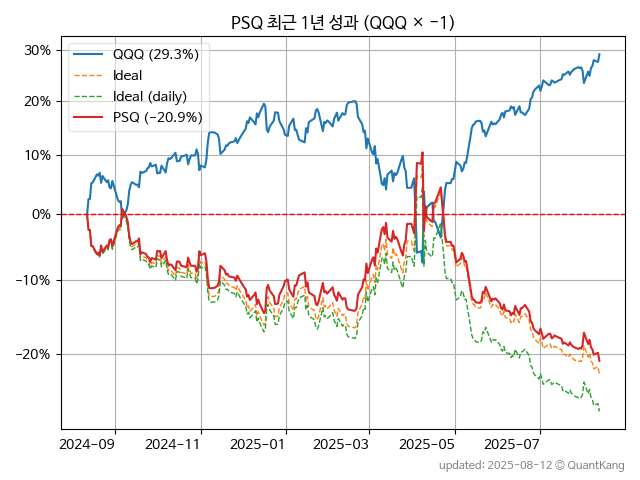 PSQ 최근 1년 성과 (QQQ × −1)
QQQ (29.3%)
Ideal
Ideal (daily)
PSQ (−20.9%)
30%
20%
10%
0%
−10%
−20%
2024−09
2024−11
2025−01
2025−03
2025−05
2025−07
updated: 2025-08-12 © QuantKang